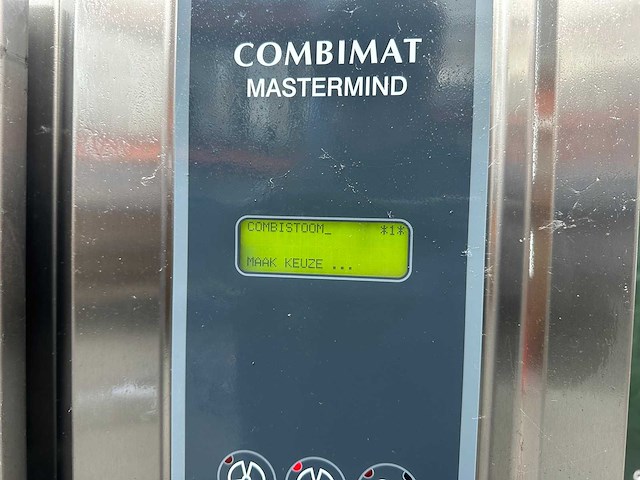 COMBIMAT
MASTERMIND
COMBISTOOM_ *1*
MAAK KEUZE ...